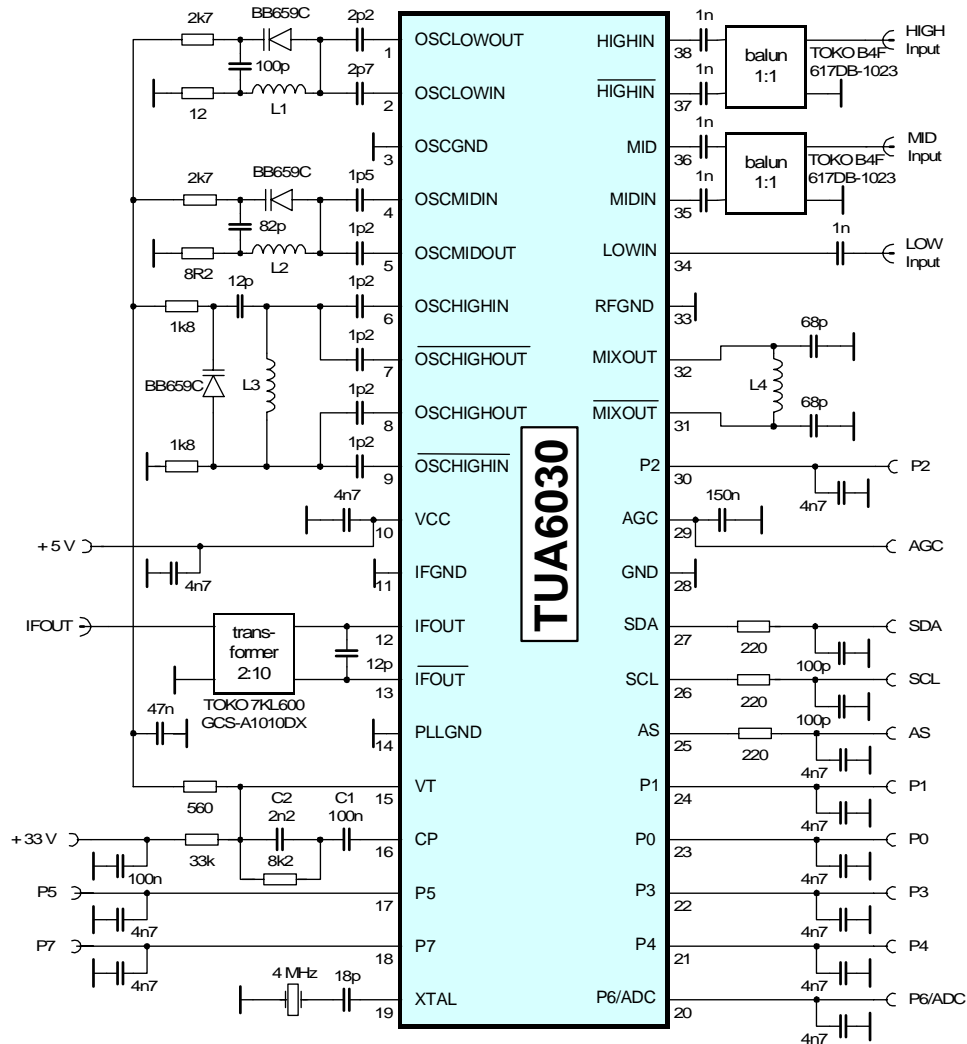 2k7
BB659C
2p2
1
OSCLOWOUT
100p
2p7
12
L1
2
OSCLOWIN
3
OSCGND
2k7
BB659C
1p5
4
OSCMIDIN
82p
1p2
8R2
L2
5
OSCMIDOUT
12p
1p2
1k8
6
OSCHIGHIN
1p2
7
OSCHIGHOUT
BB659C
L3
1p2
8
OSCHIGHOUT
1k8
1p2
9
OSCHIGHIN
4n7
10
VCC
+5 V
4n7
11
IFGND
IFOUT
trans-
former
2:10
12
IFOUT
12p
13
IFOUT
TOKO 7KL600
GCS-A1010DX
47n
14
PLLGND
560
15
VT
C2
2n2
C1
100n
+33 V
33k
8k2
16
CP
100n
P5
4n7
17
P5
P7
4n7
18
P7
4 MHz
18p
19
XTAL
TUA6030
HIGHIN
38
1n
balun
1:1
HIGH
Input
TOKO B4F
617DB-1023
HIGHIN
37
1n
MID
36
1n
balun
1:1
MID
Input
TOKO B4F
617DB-1023
MIDIN
35
1n
LOWIN
34
1n
LOW
Input
RFGND
33
MIXOUT
32
68p
L4
MIXOUT
31
68p
P2
30
4n7
P2
AGC
29
150n
AGC
GND
28
SDA
27
220
100p
SDA
SCL
26
220
100p
SCL
AS
25
220
4n7
AS
P1
24
4n7
P1
P0
23
4n7
P0
P3
22
4n7
P3
P4
21
4n7
P4
P6/ADC
20
4n7
P6/ADC